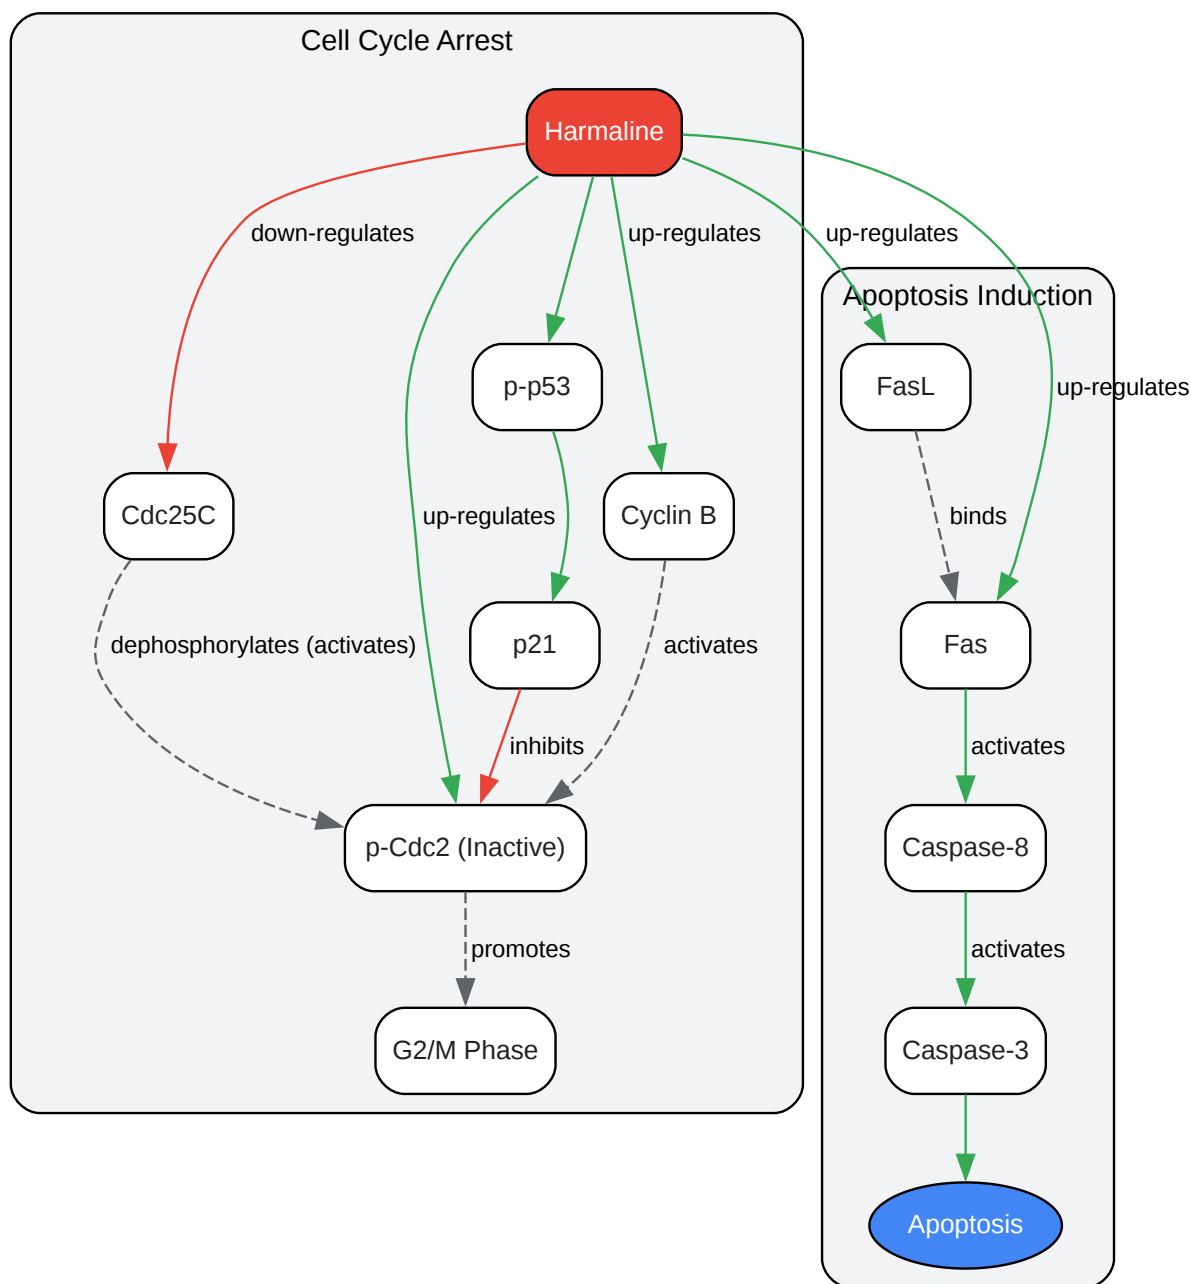 Cell Cycle Arrest
Harmaline
down-regulates
up-regulates
up-regulates
Apoptosis Induction
p-p53
FasL
up-regulates
Cdc25C
up-regulates
Cyclin B
binds
dephosphorylates (activates)
p21
activates
Fas
inhibits
activates
p-Cdc2 (Inactive)
Caspase-8
promotes
activates
G2/M Phase
Caspase-3
Apoptosis